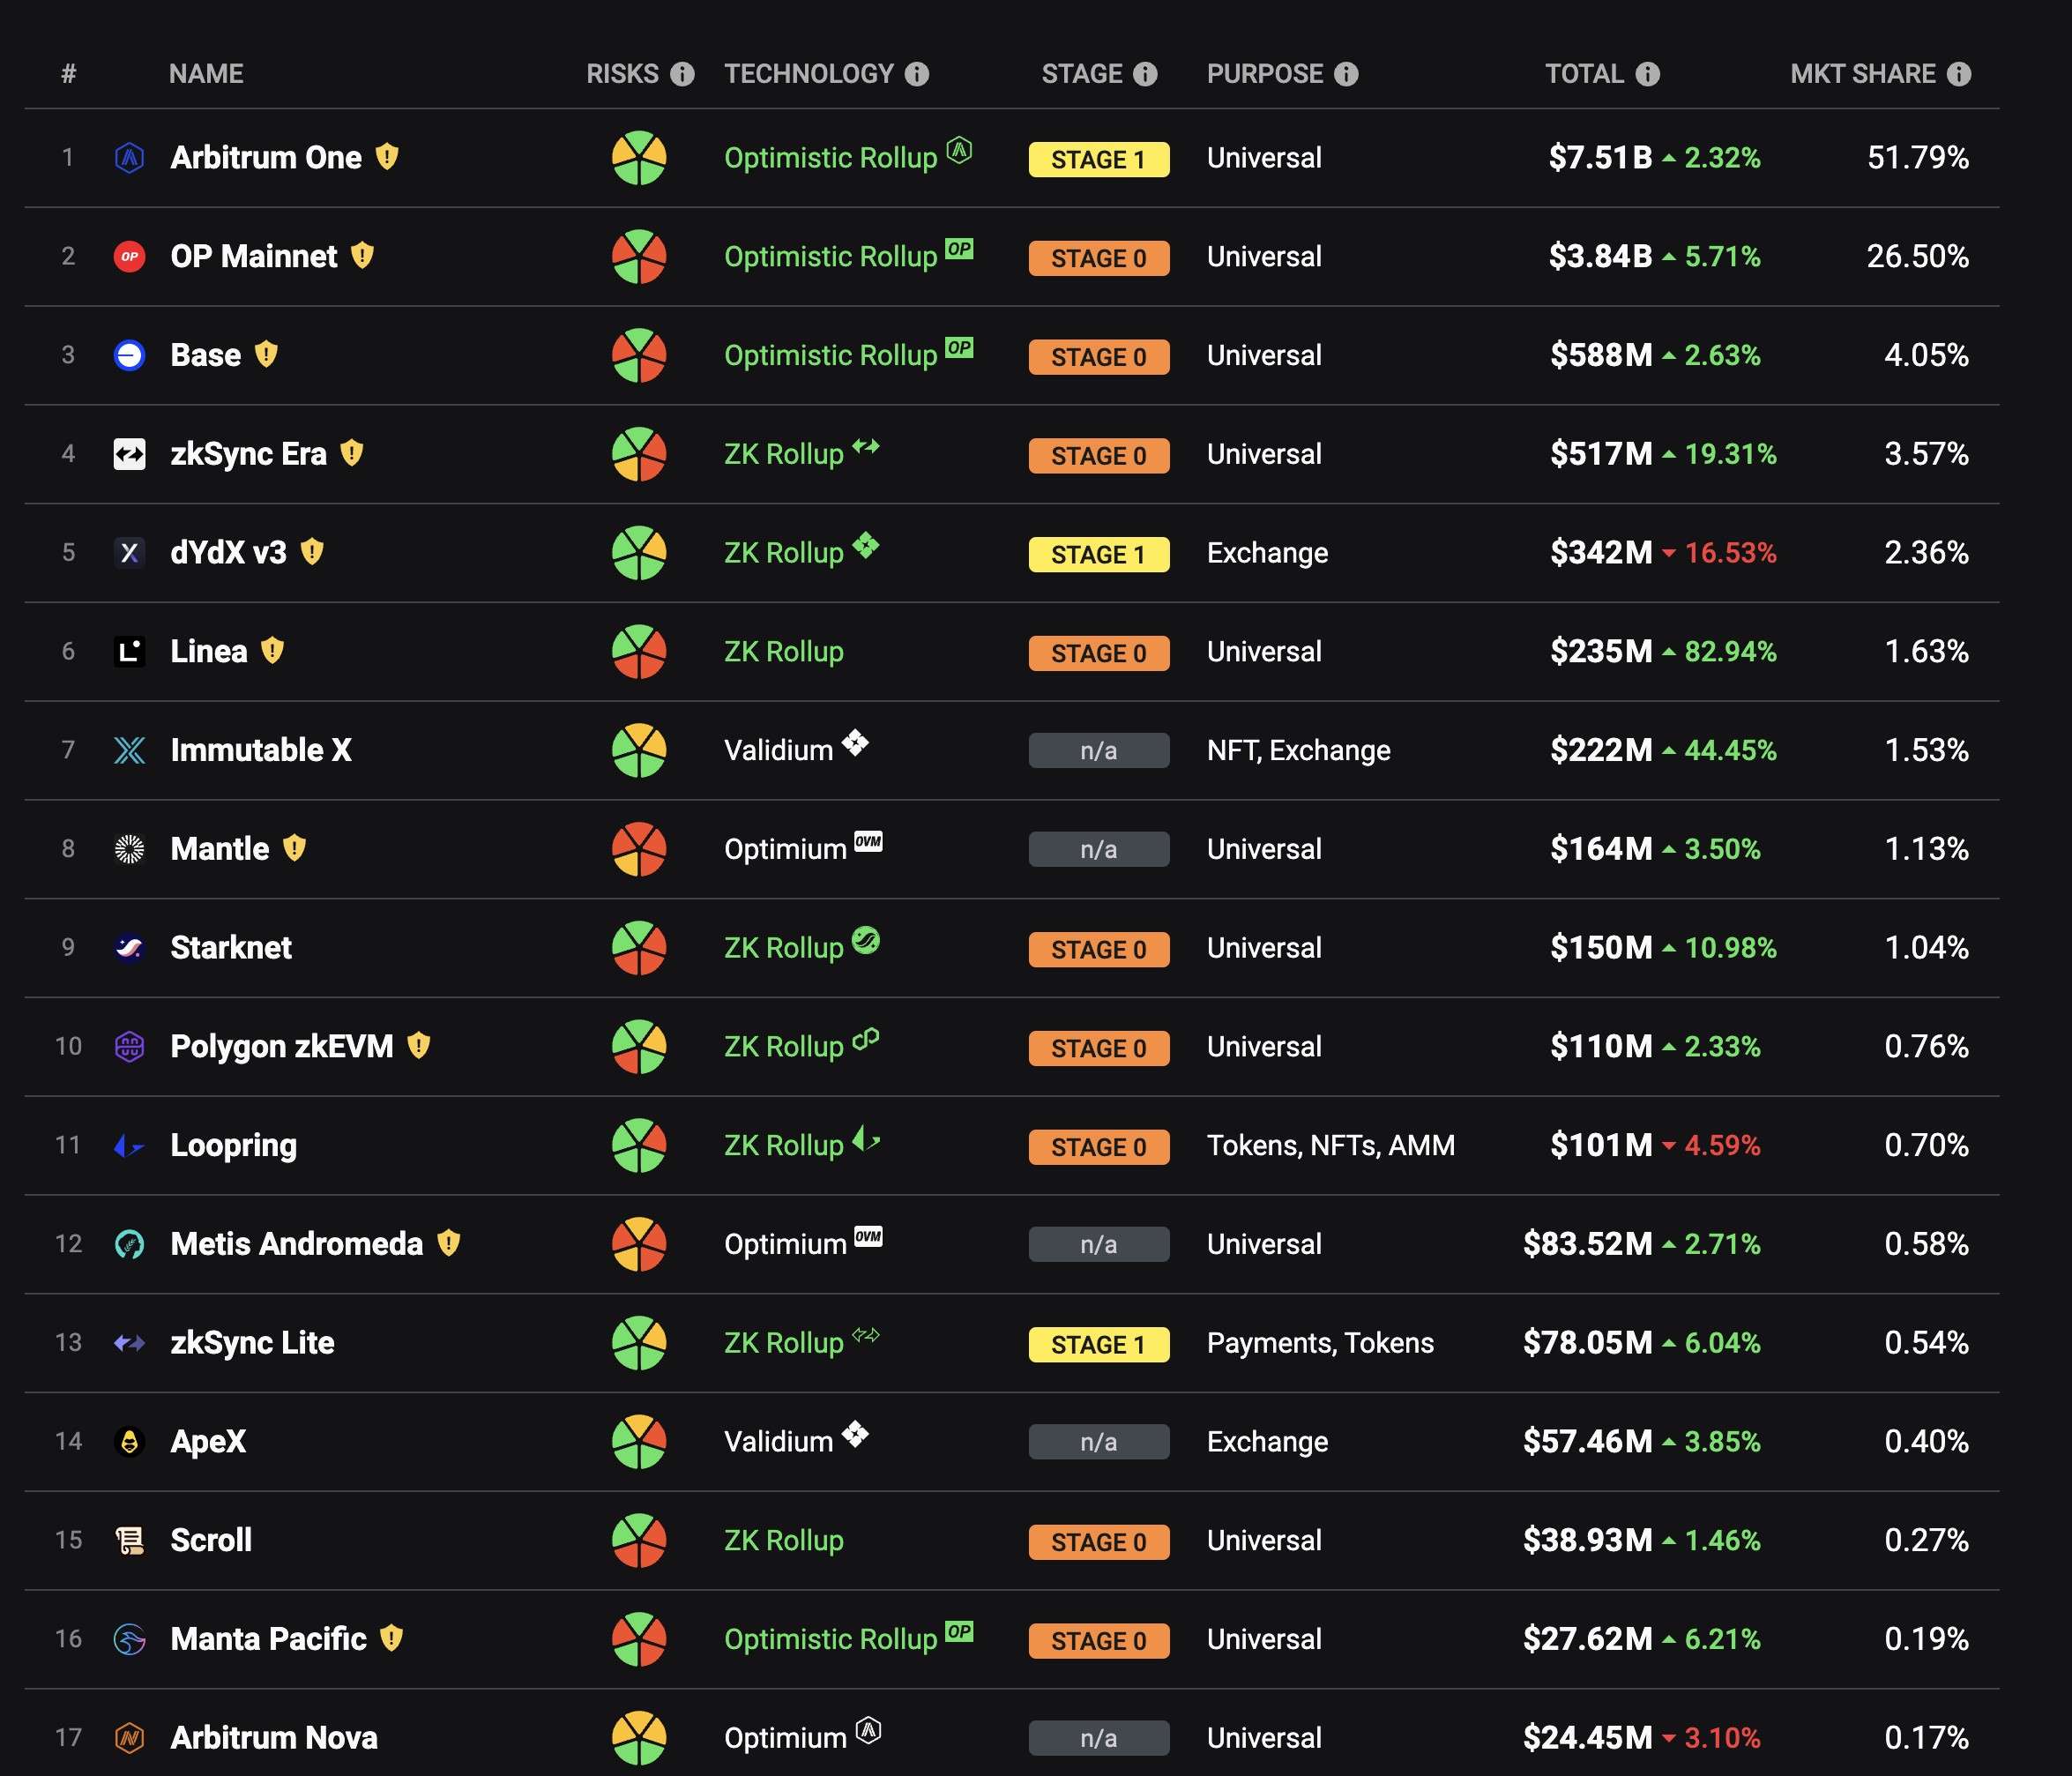 # NAME RISKS TECHNOLOGY STAGE PURPOSE TOTAL MKT SHARE
1 Arbitrum One Optimistic Rollup STAGE 1 Universal $7.51B 2.32% 51.79%
2 OP OP Mainnet Optimistic Rollup OP STAGE 0 Universal $3.84B 5.71% 26.50%
3 Base Optimistic Rollup OP STAGE 0 Universal $588M 2.63% 4.05%
4 zkSync Era ZK Rollup STAGE 0 Universal $517M 19.31% 3.57%
5 X dYdX v3 ZK Rollup STAGE 1 Exchange $342M 16.53% 2.36%
6 L Linea ZK Rollup STAGE 0 Universal $235M 82.94% 1.63%
7 Immutable X Validium n/a NFT, Exchange $222M 44.45% 1.53%
8 Mantle Optimium OVM n/a Universal $164M 3.50% 1.13%
9 Starknet ZK Rollup STAGE 0 Universal $150M 10.98% 1.04%
10 Polygon zkEVM ZK Rollup STAGE 0 Universal $110M 2.33% 0.76%
11 Loopring ZK Rollup STAGE 0 Tokens, NFTs, AMM $101M 4.59% 0.70%
12 Metis Andromeda Optimium OVM n/a Universal $83.52M 2.71% 0.58%
13 zkSync Lite ZK Rollup STAGE 1 Payments, Tokens $78.05M 6.04% 0.54%
14 ApeX Validium n/a Exchange $57.46M 3.85% 0.40%
15 Scroll ZK Rollup STAGE 0 Universal $38.93M 1.46% 0.27%
16 Manta Pacific Optimistic Rollup OP STAGE 0 Universal $27.62M 6.21% 0.19%
17 Arbitrum Nova Optimium n/a Universal $24.45M 3.10% 0.17%